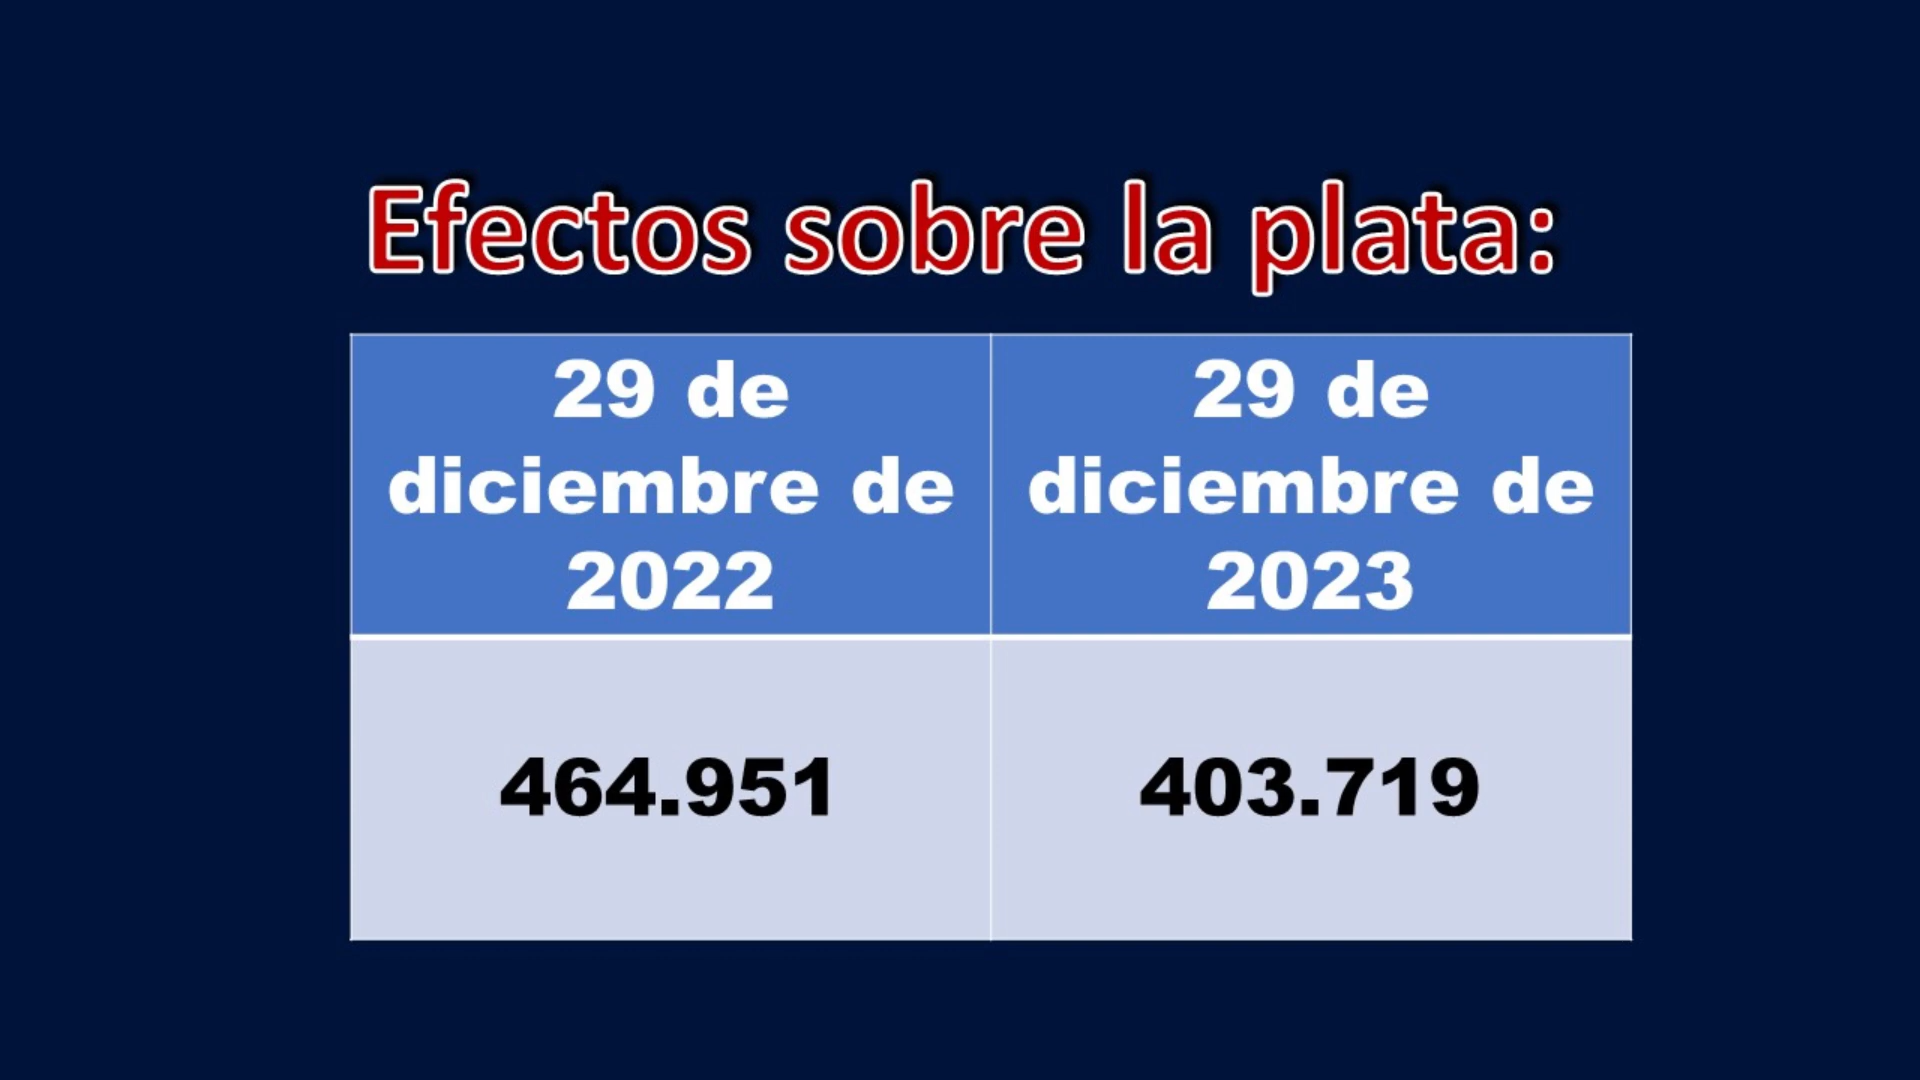 Efectos sobre la plata:
29 de
diciembre de
2022
29 de
diciembre de
2023
464.951
403.719